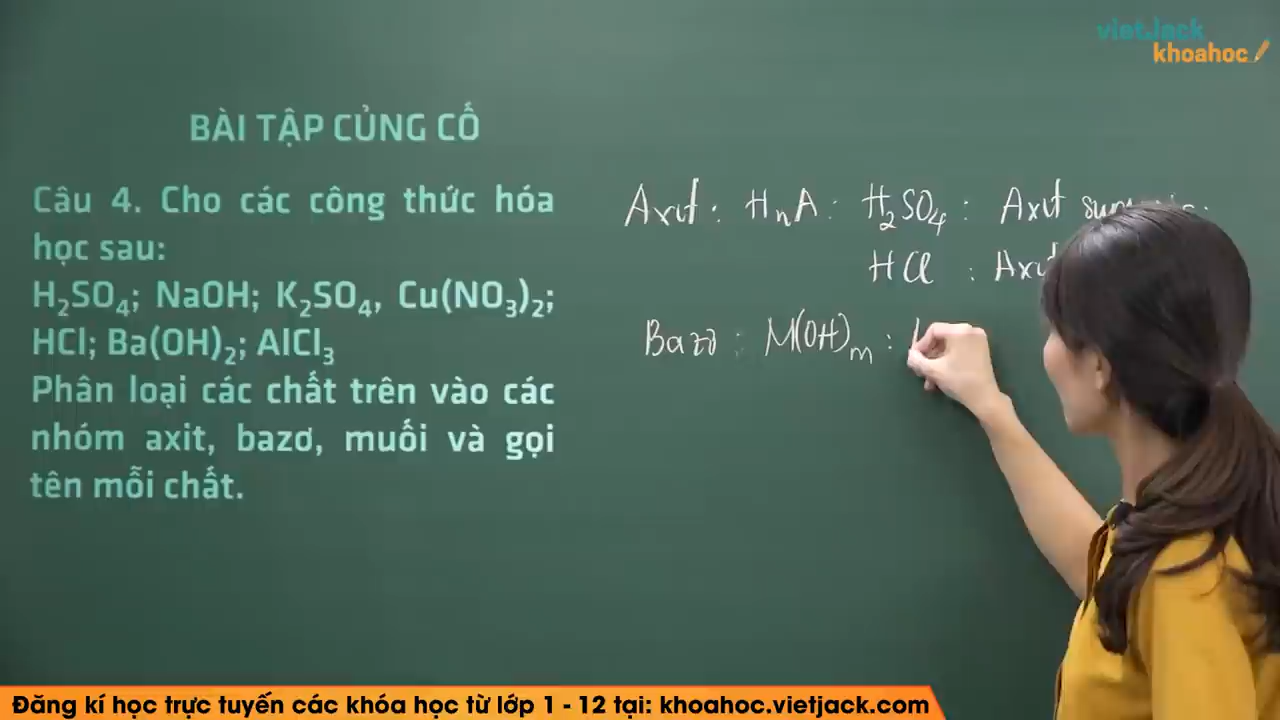 vietJack
khoahoc
BÀI TẬP CỦNG CỐ
Câu 4. Cho các công thức hóa
học sau:
H₂SO₄; NaOH; K₂SO₄, Cu(NO₃)₂;
HCl; Ba(OH)₂; AlCl₃
Phân loại các chất trên vào các
nhóm axit, bazơ, muối và gọi
tên mỗi chất.
Axit : HₙA : H₂SO₄ : Axit
HCl : Axit
Bazơ : M(OH)ₘ :
Đăng kí học trực tuyến các khóa học từ lớp 1 - 12 tại: khoahoc.vietjack.com